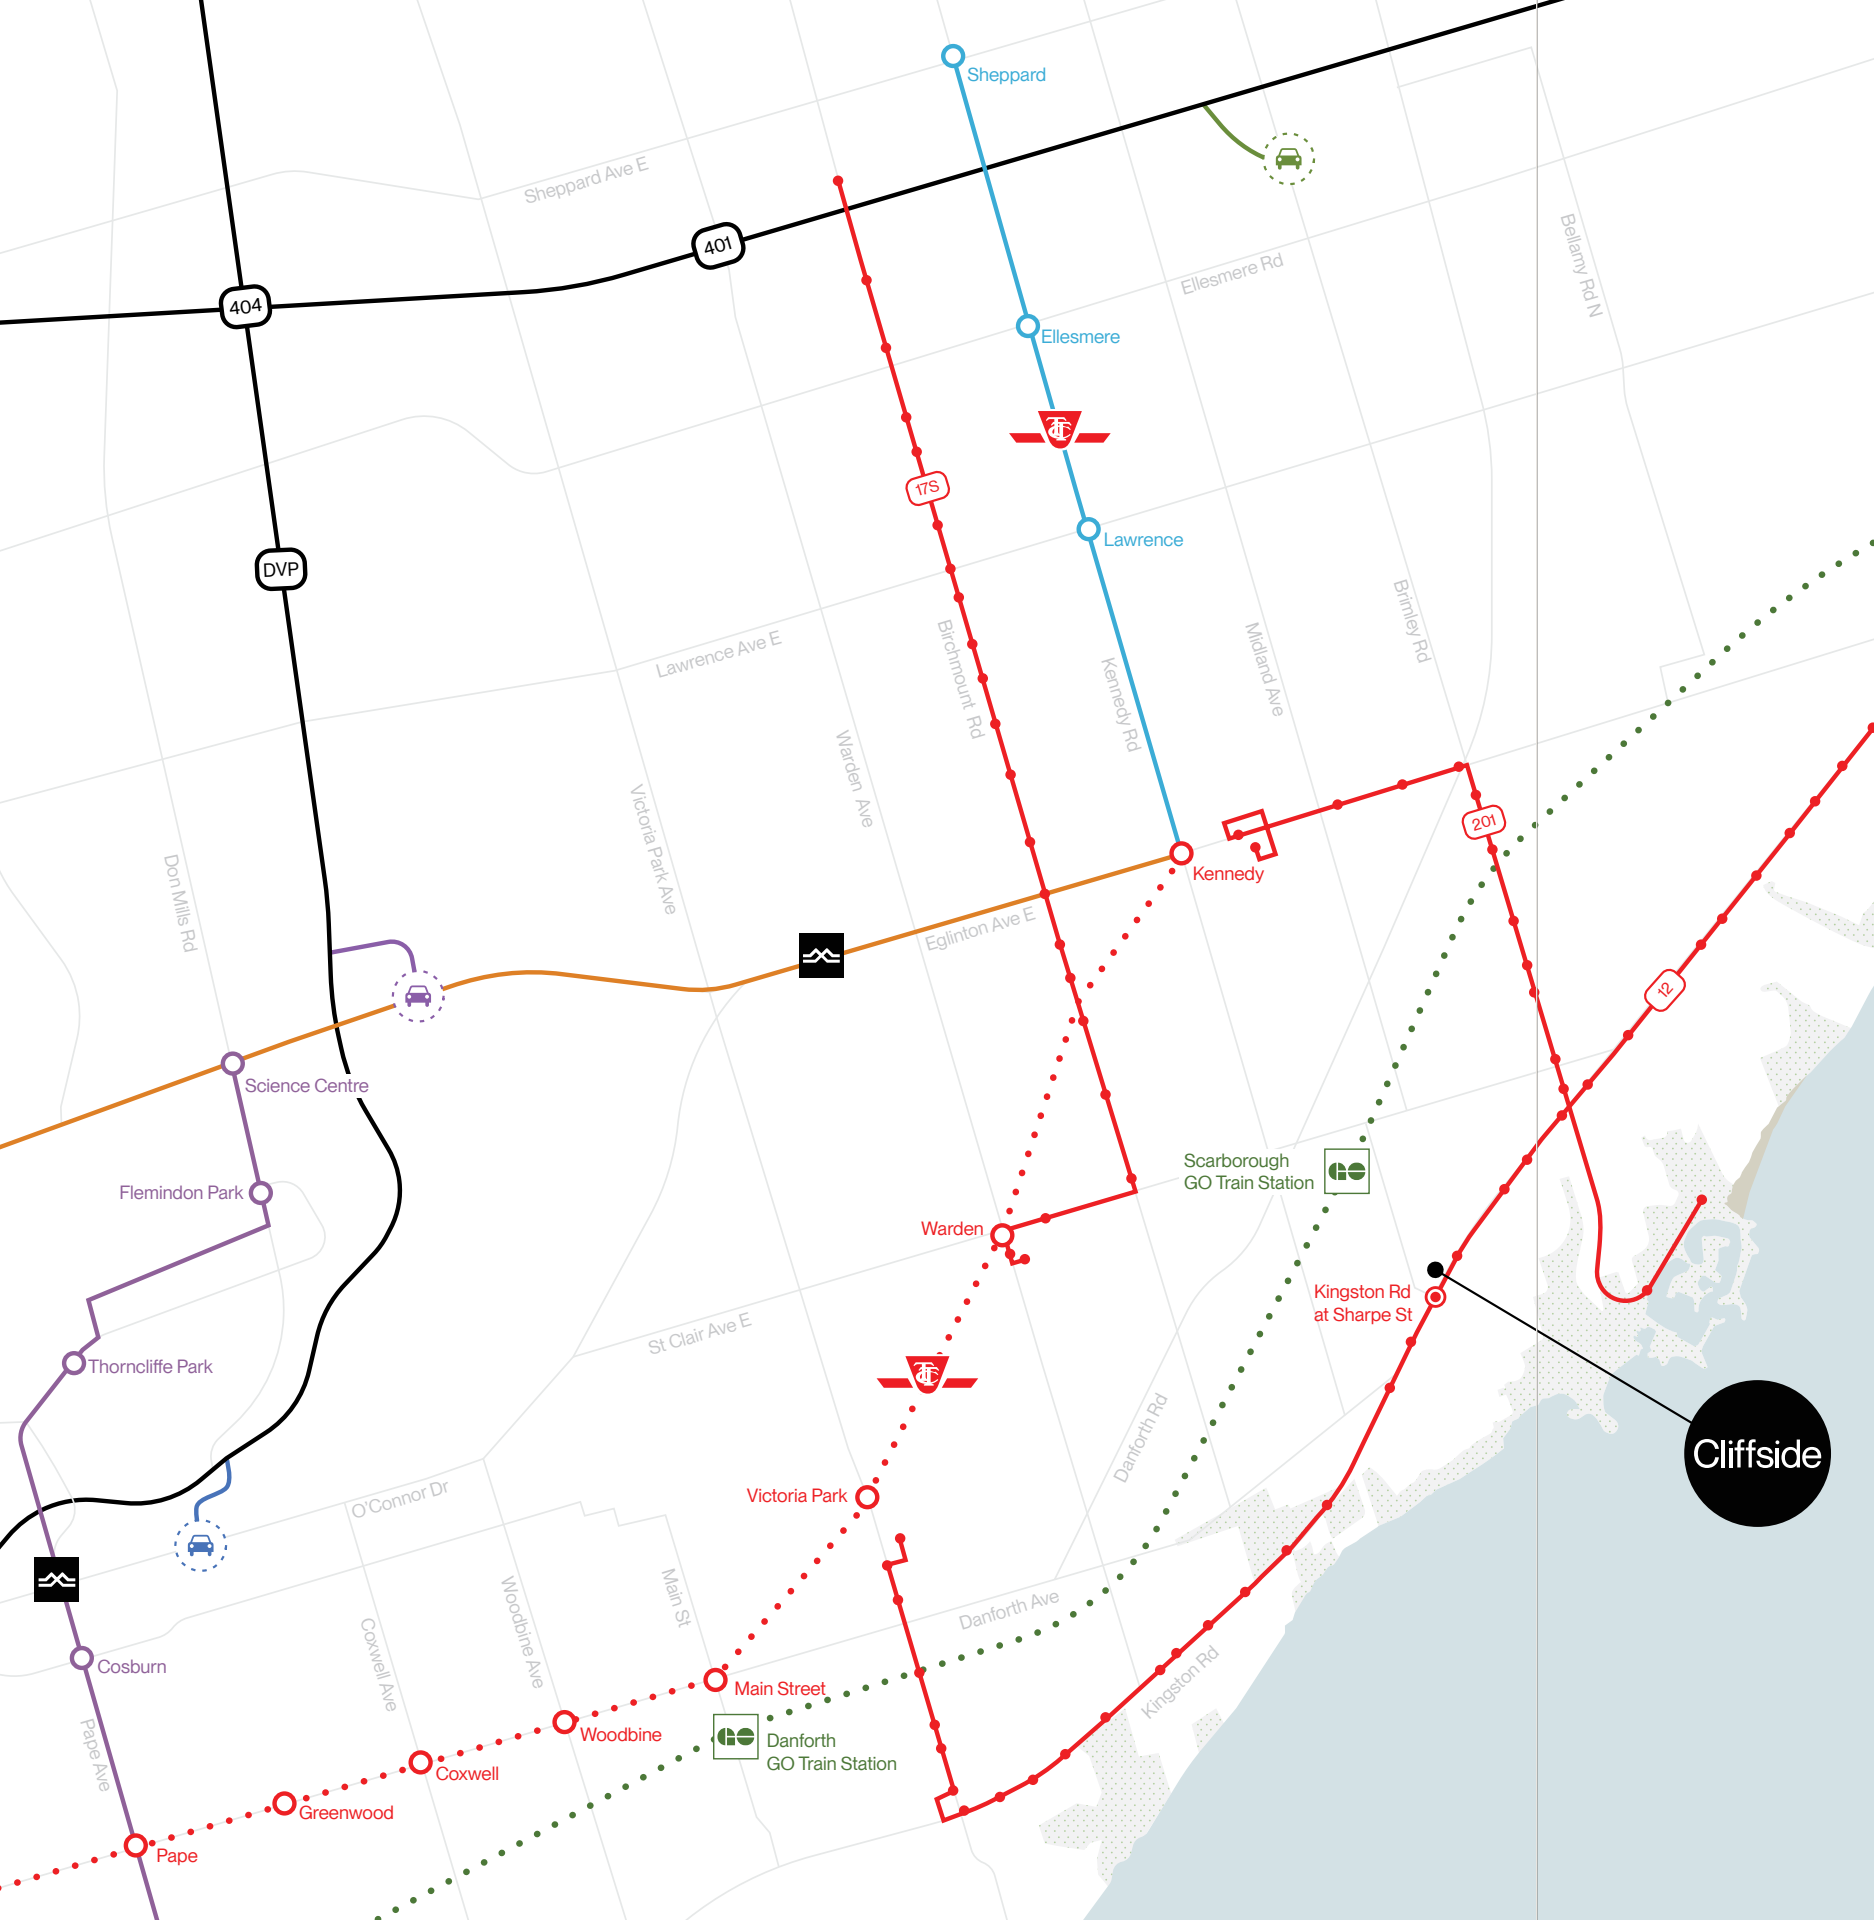 Sheppard
Sheppard Ave E
401
404
Ellesmere Rd
Bellamy Rd N
Ellesmere
TTC
17S
Lawrence
DVP
Lawrence Ave E
Birchmount Rd
Kennedy Rd
Midland Ave
Brimley Rd
Warden Ave
Victoria Park Ave
Don Mills Rd
201
Kennedy
Eglinton Ave E
12
Science Centre
Scarborough
GO Train Station
Flemindon Park
Warden
Kingston Rd
at Sharpe St
St Clair Ave E
Thorncliffe Park
TTC
Danforth Rd
Cliffside
Victoria Park
O'Connor Dr
Woodbine Ave
Main St
Coxwell Ave
Danforth Ave
Cosburn
Kingston Rd
Main Street
Pape Ave
Woodbine
Danforth
GO Train Station
Coxwell
Greenwood
Pape